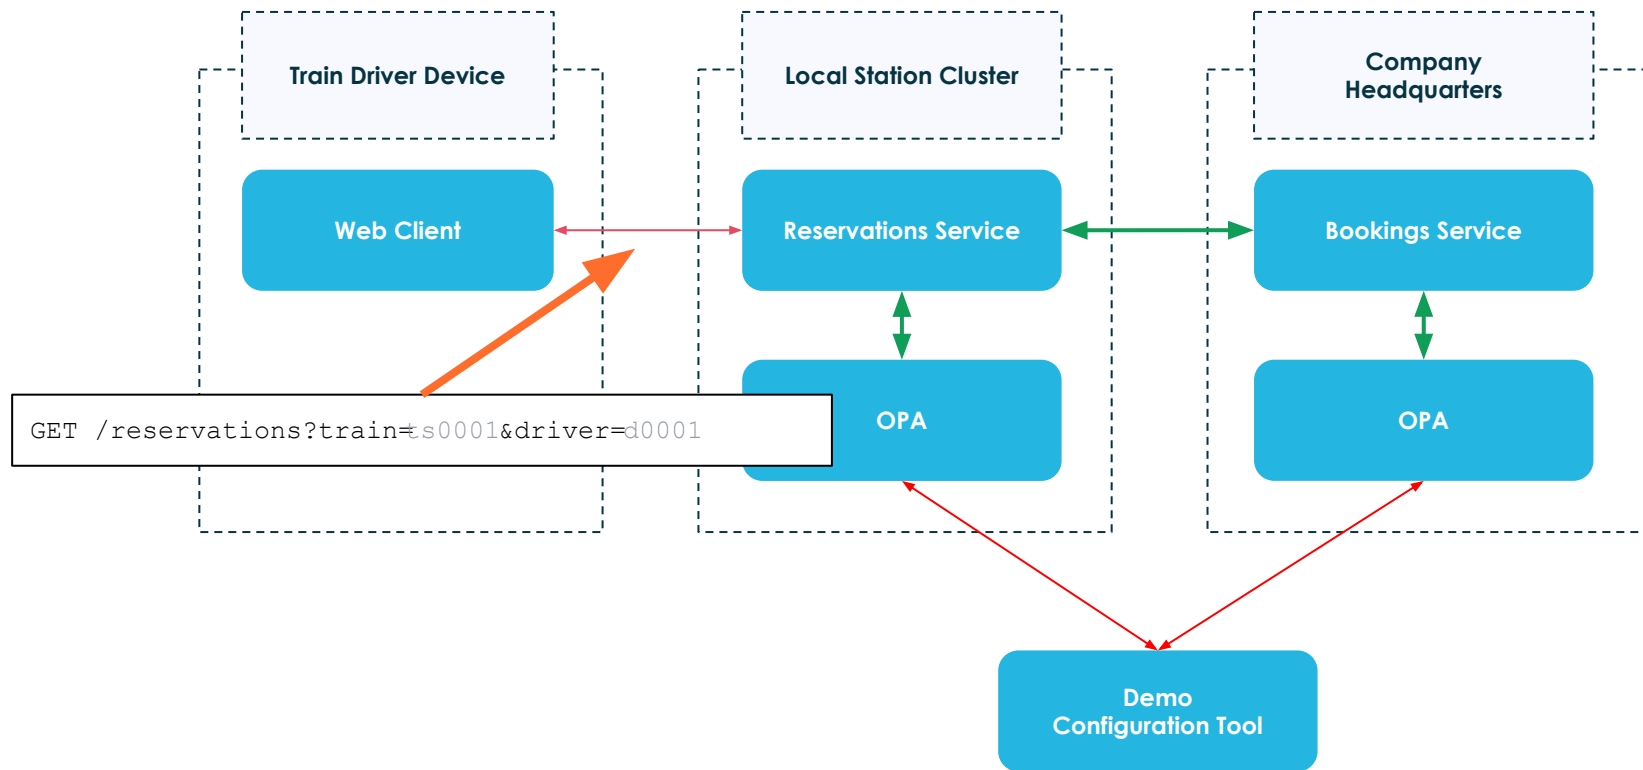 Train Driver Device
Local Station Cluster
Company
Headquarters
Web Client
Reservations Service
Bookings Service
GET /reservations?train=ts0001&driver=d0001
OPA
OPA
Demo
Configuration Tool